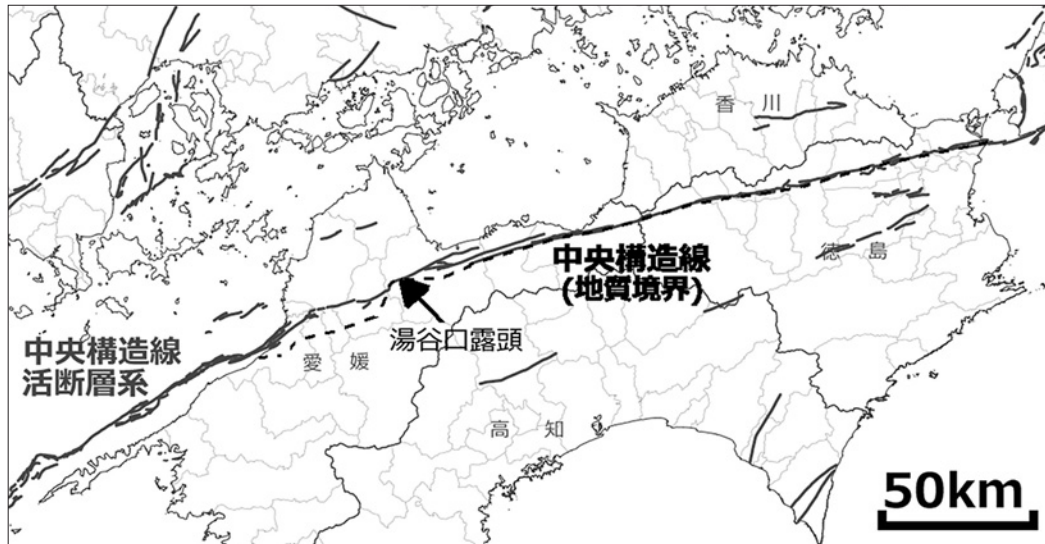 香川
中央構造線
(地質境界)
徳島
湯谷口露頭
中央構造線
活断層系
愛媛
高知
50km